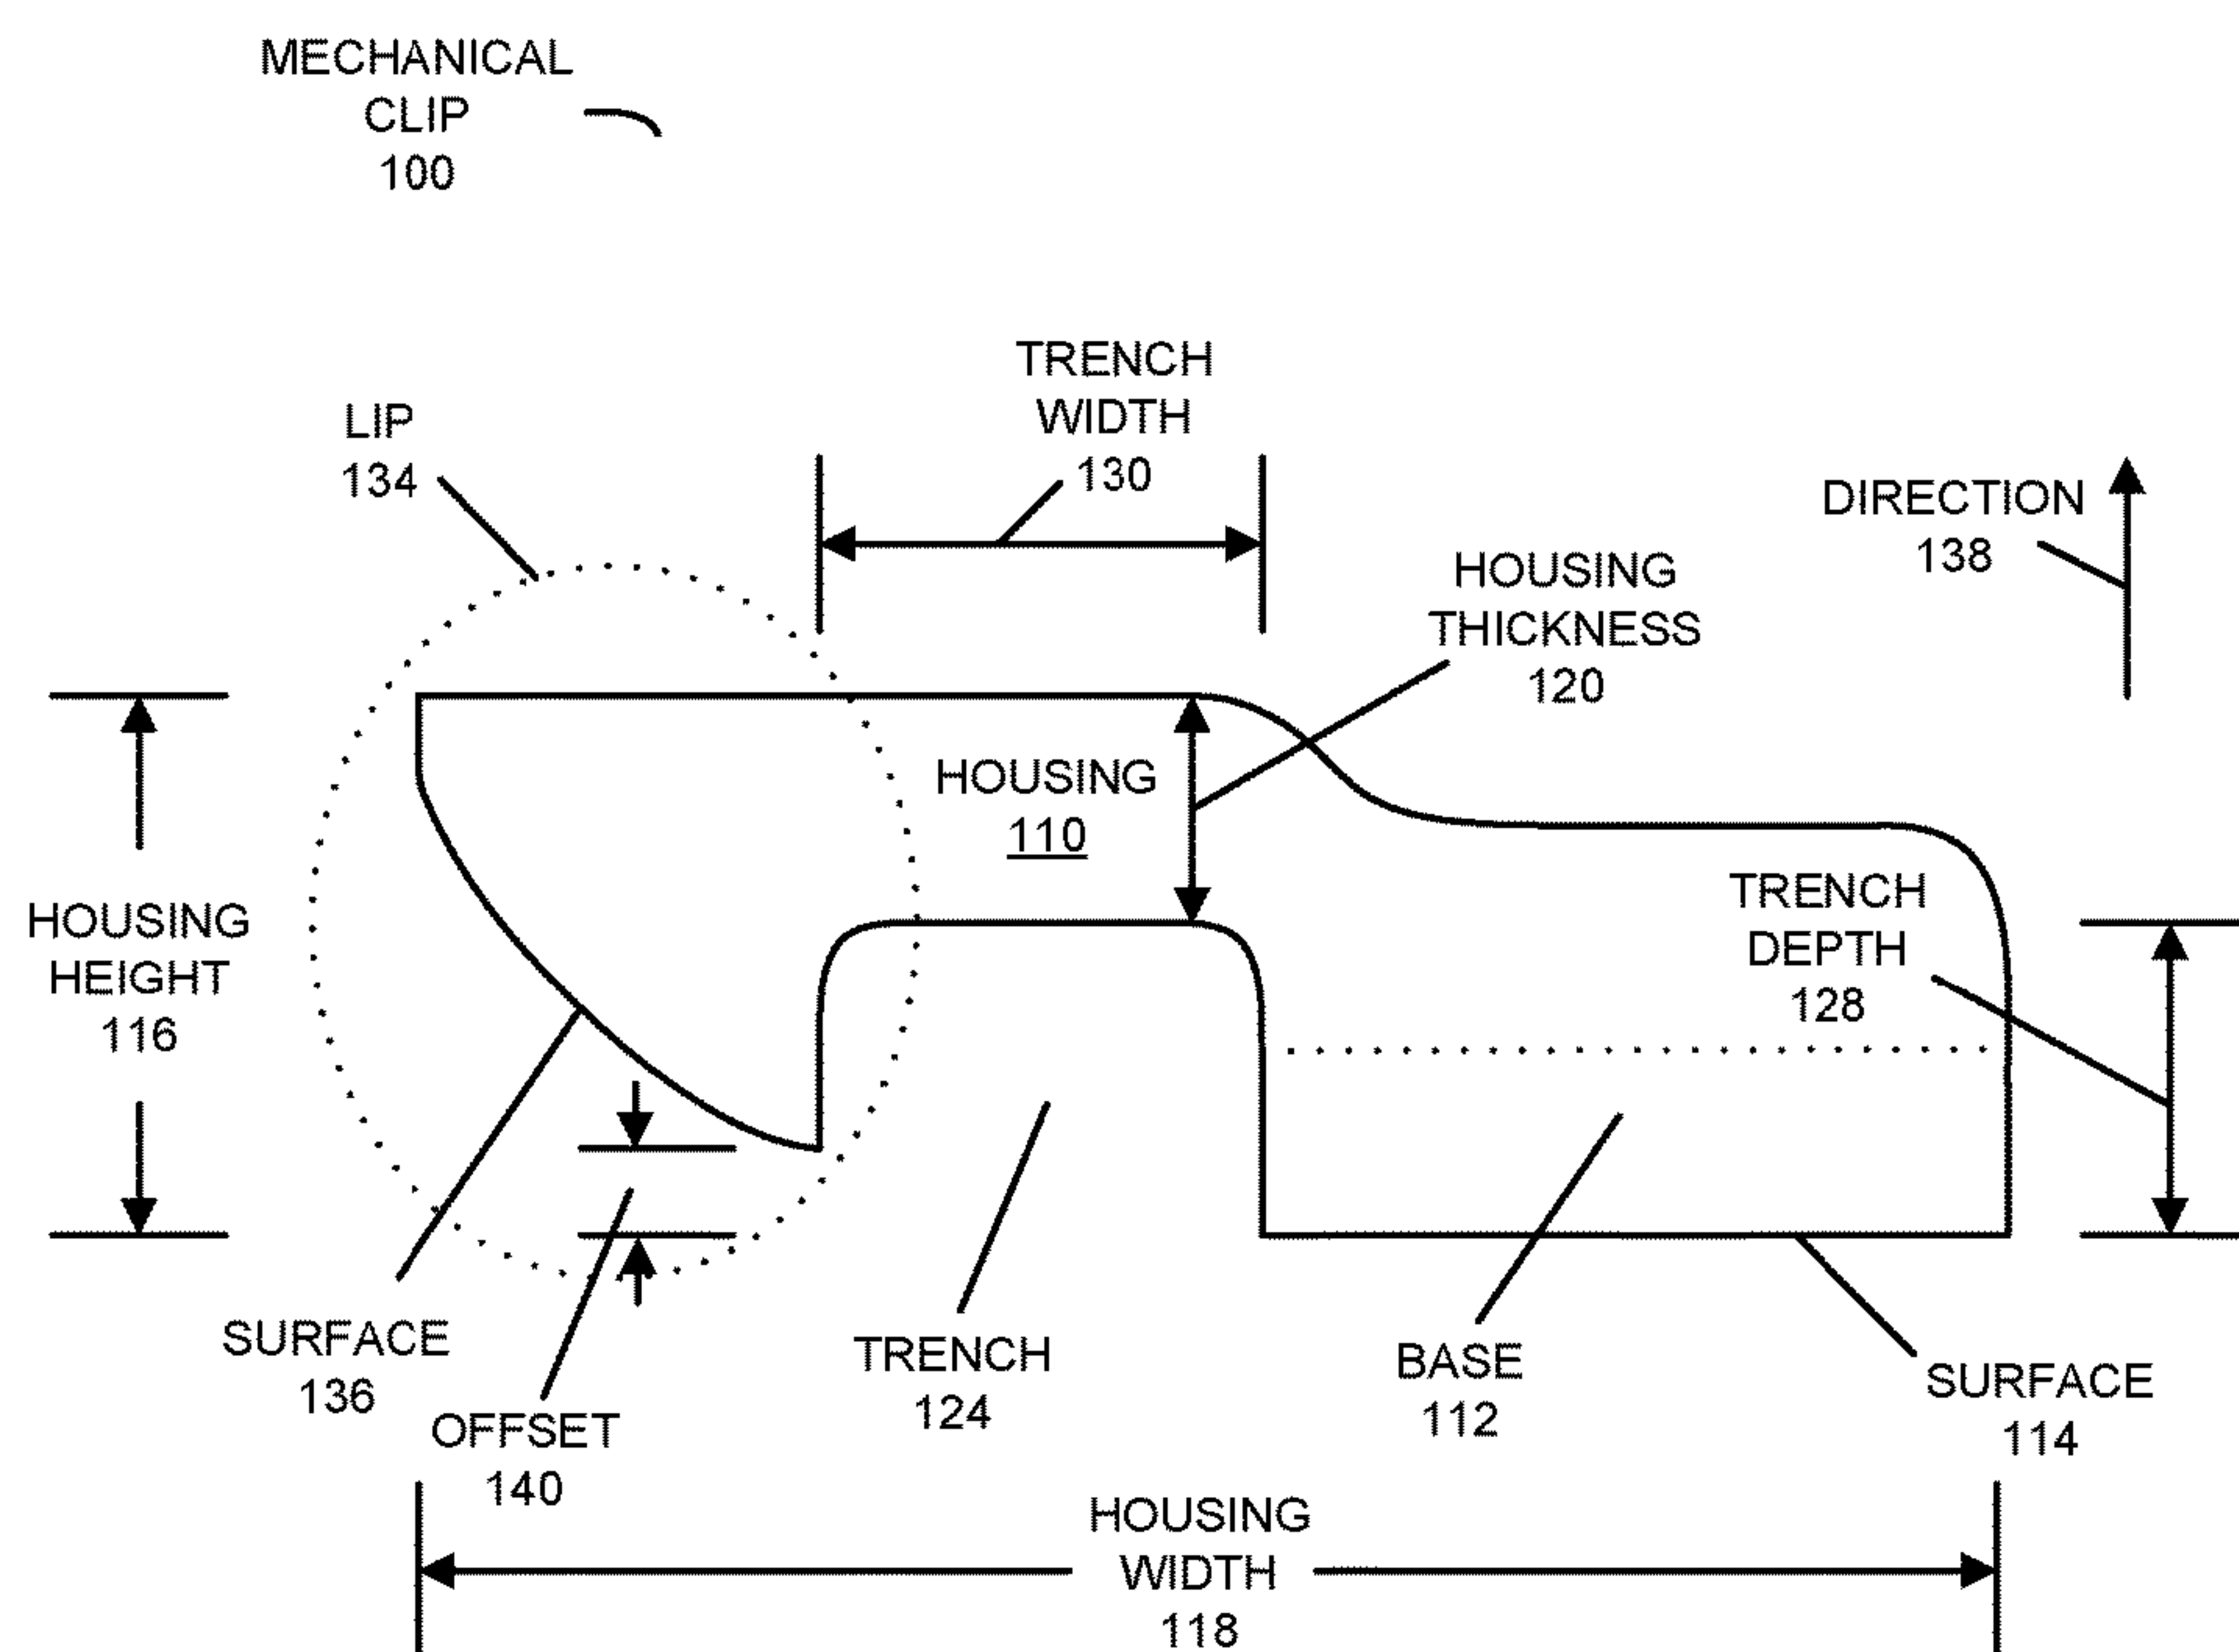 MECHANICAL
CLIP
100
TRENCH
WIDTH
130
LIP
134
DIRECTION
138
HOUSING
THICKNESS
120
HOUSING
110
TRENCH
DEPTH
128
HOUSING
HEIGHT
116
SURFACE
136
OFFSET
140
TRENCH
124
BASE
112
SURFACE
114
HOUSING
WIDTH
118